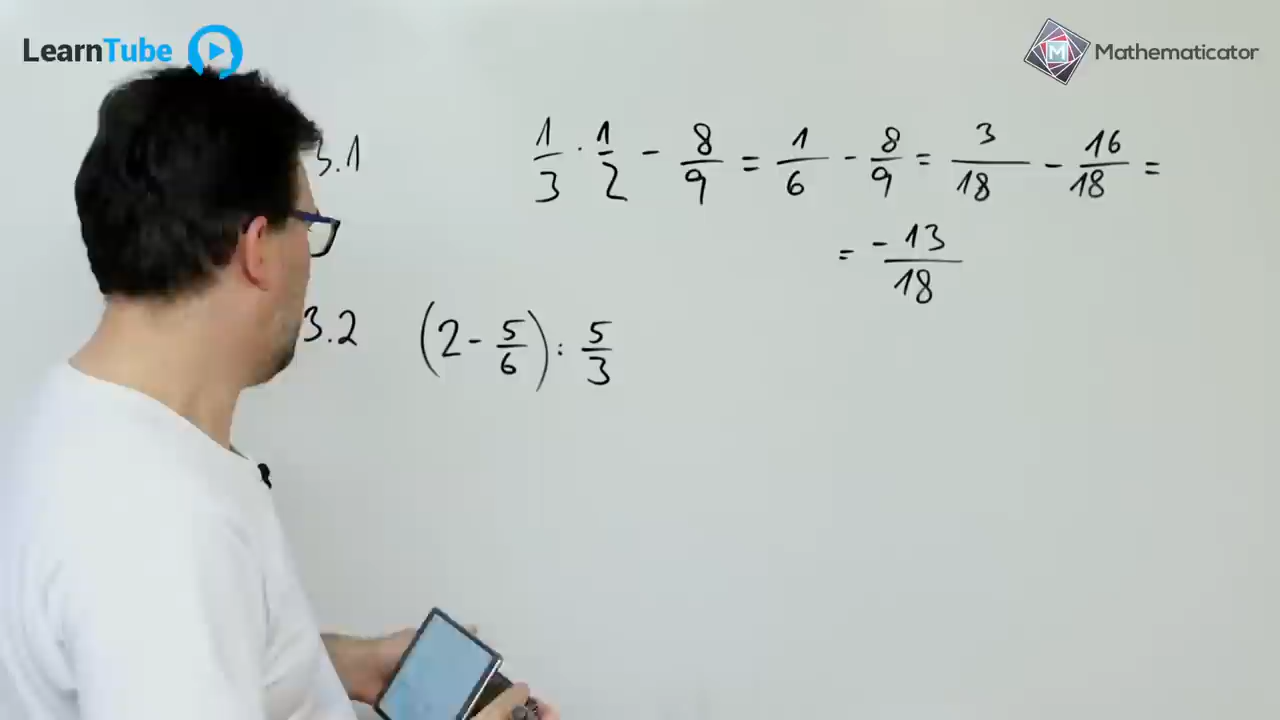 LearnTube
M Mathematicator
3.1 1/3 · 1/2 - 8/9 = 1/6 - 8/9 = 3/18 - 16/18 =
= -13/18
3.2 (2 - 5/6) : 5/3